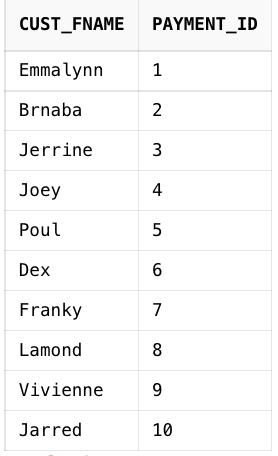 CUST_FNAME PAYMENT_ID
Emmalynn 1
Brnaba 2
Jerrine 3
Joey 4
Poul 5
Dex 6
Franky 7
Lamond 8
Vivienne 9
Jarred 10